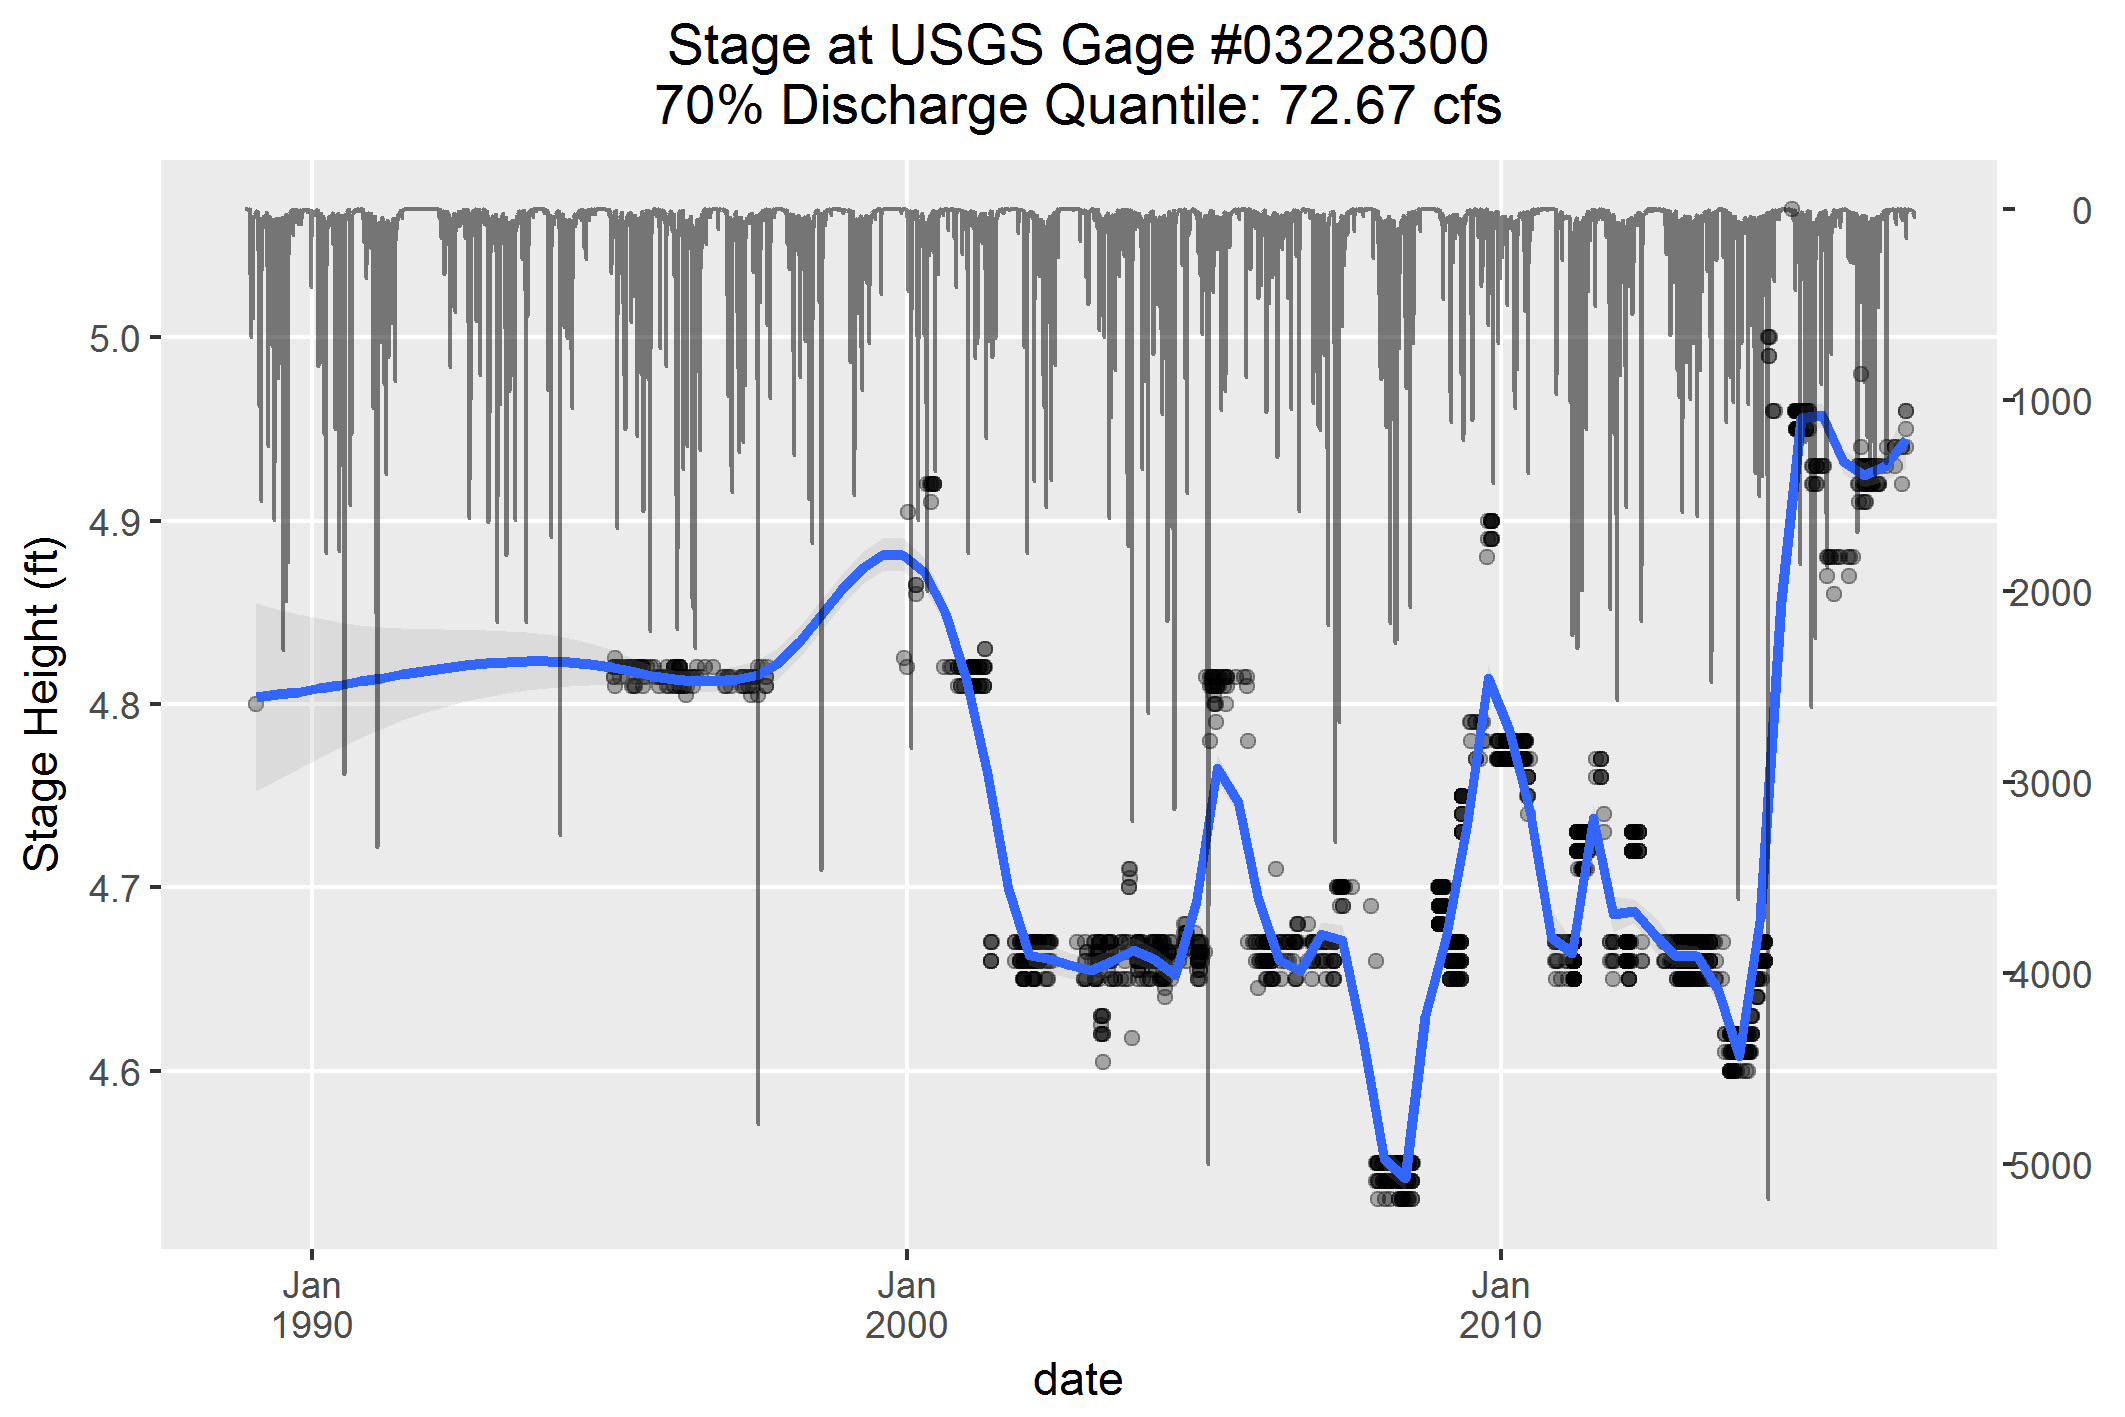 Stage at USGS Gage #03228300
70% Discharge Quantile: 72.67 cfs
Stage Height (ft)
5.0
4.9
4.8
4.7
4.6
0
1000
2000
3000
4000
5000
Jan
1990
Jan
2000
Jan
2010
date